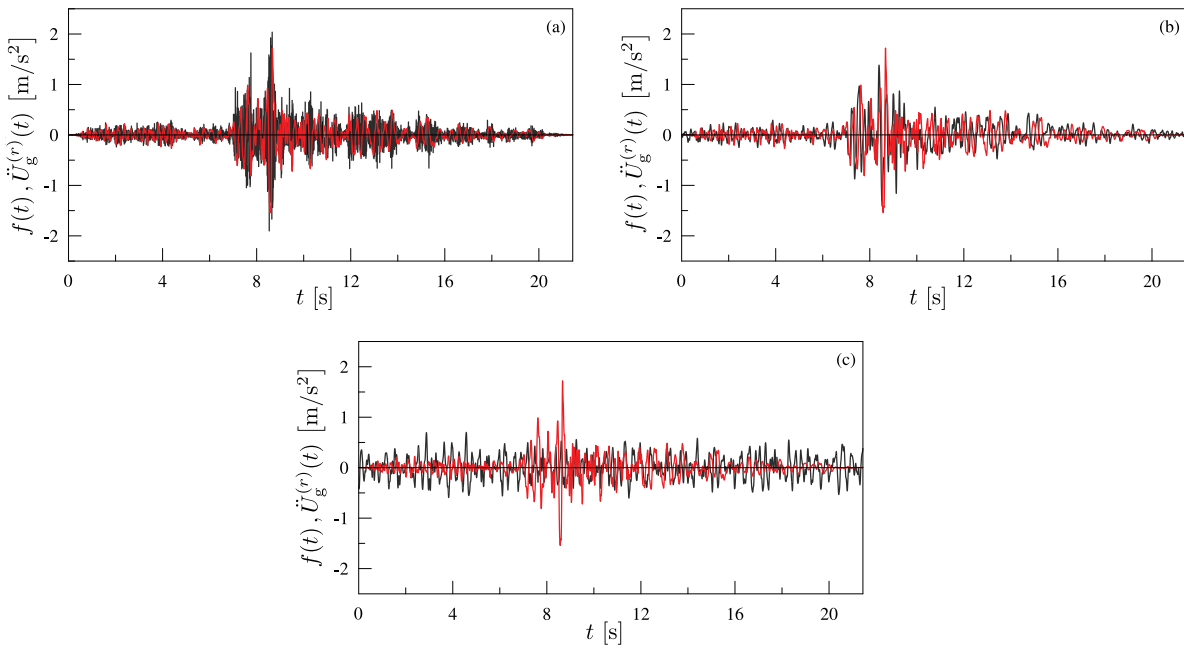 (a)
f(t), Ü_g^(r)(t) [m/s²]
2
1
0
-1
-2
0 4 8 12 16 20
t [s]
(b)
f(t), Ü_g^(r)(t) [m/s²]
2
1
0
-1
-2
0 4 8 12 16 20
t [s]
(c)
f(t), Ü_g^(r)(t) [m/s²]
2
1
0
-1
-2
0 4 8 12 16 20
t [s]